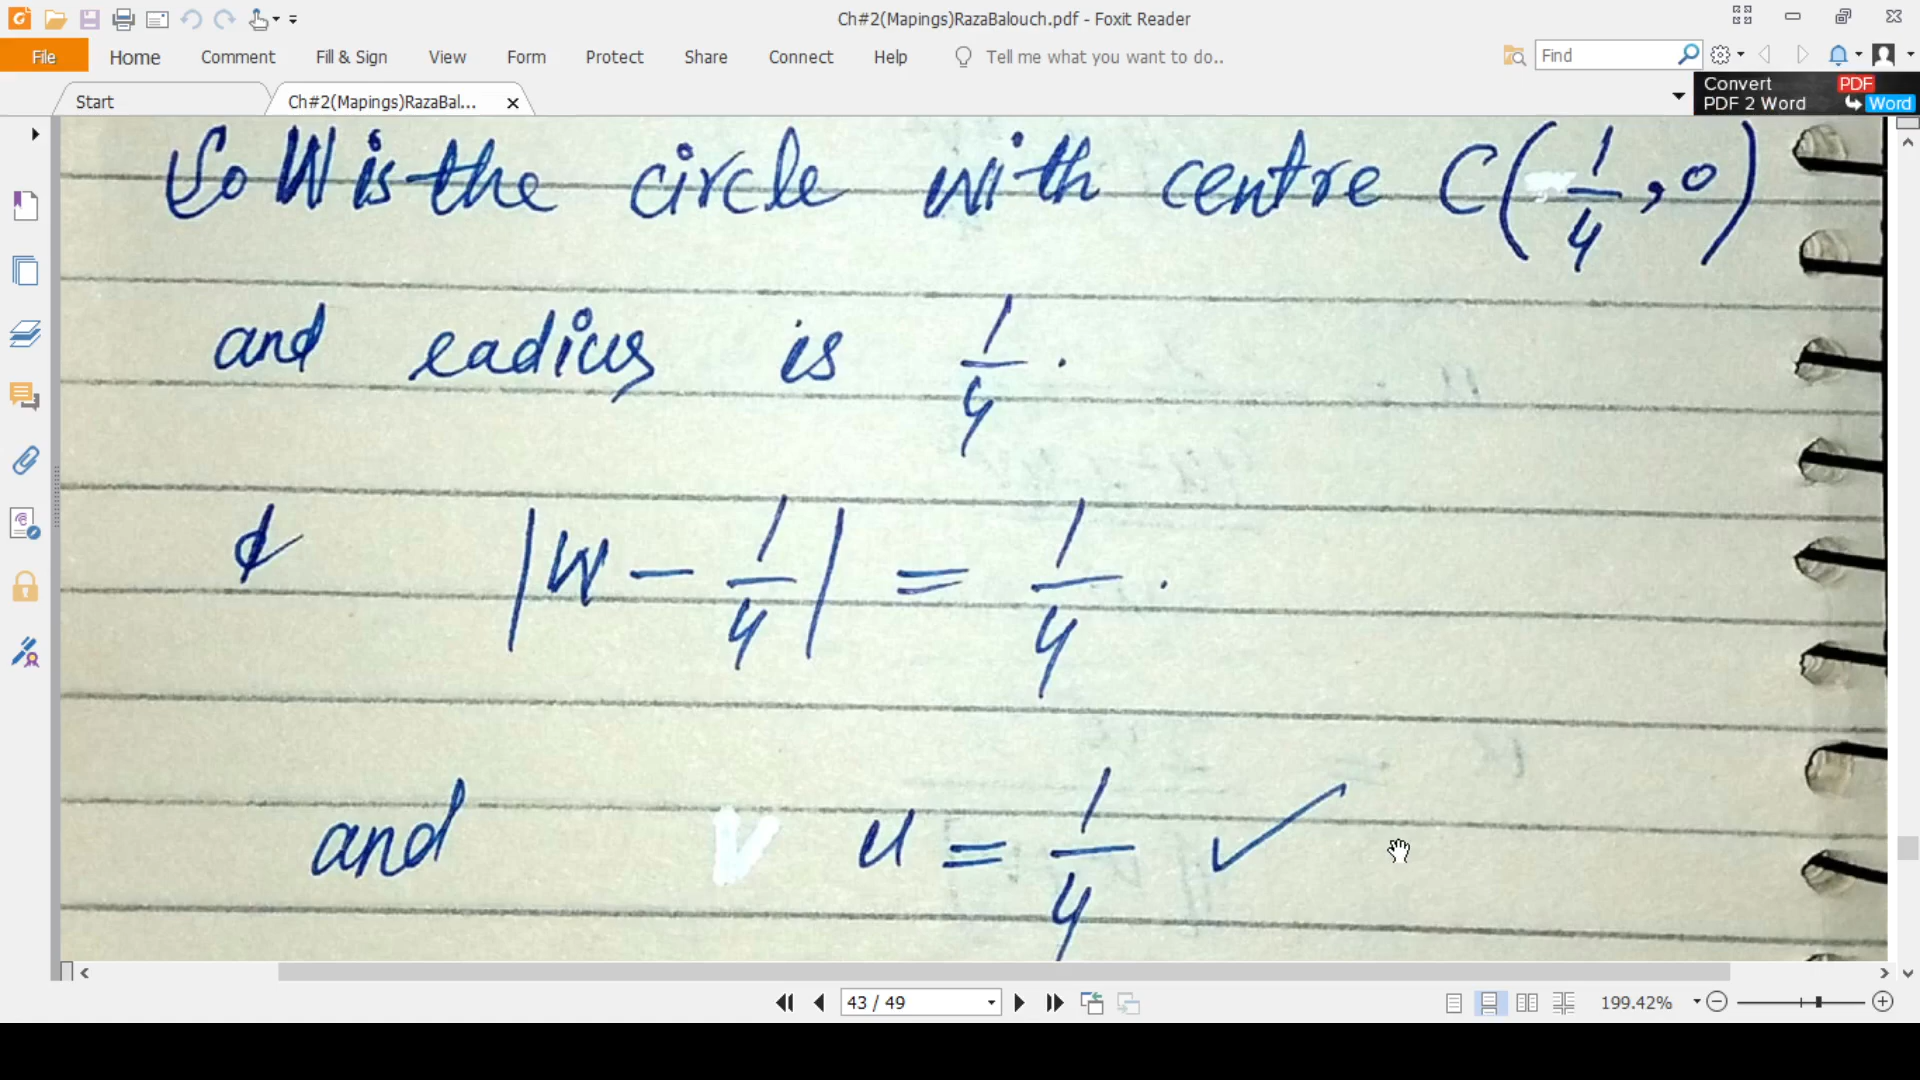 Ch#2(Mapings)RazaBalouch.pdf - Foxit Reader
File Home Comment Fill & Sign View Form Protect Share Connect Help Tell me what you want to do.. Find
Start Ch#2(Mapings)RazaBal... Convert PDF
PDF 2 Word Word
So W is the circle with centre C(1/4, 0)
and radius is 1/4.
& |W - 1/4| = 1/4.
and u = 1/4 ✓
43 / 49 199.42%